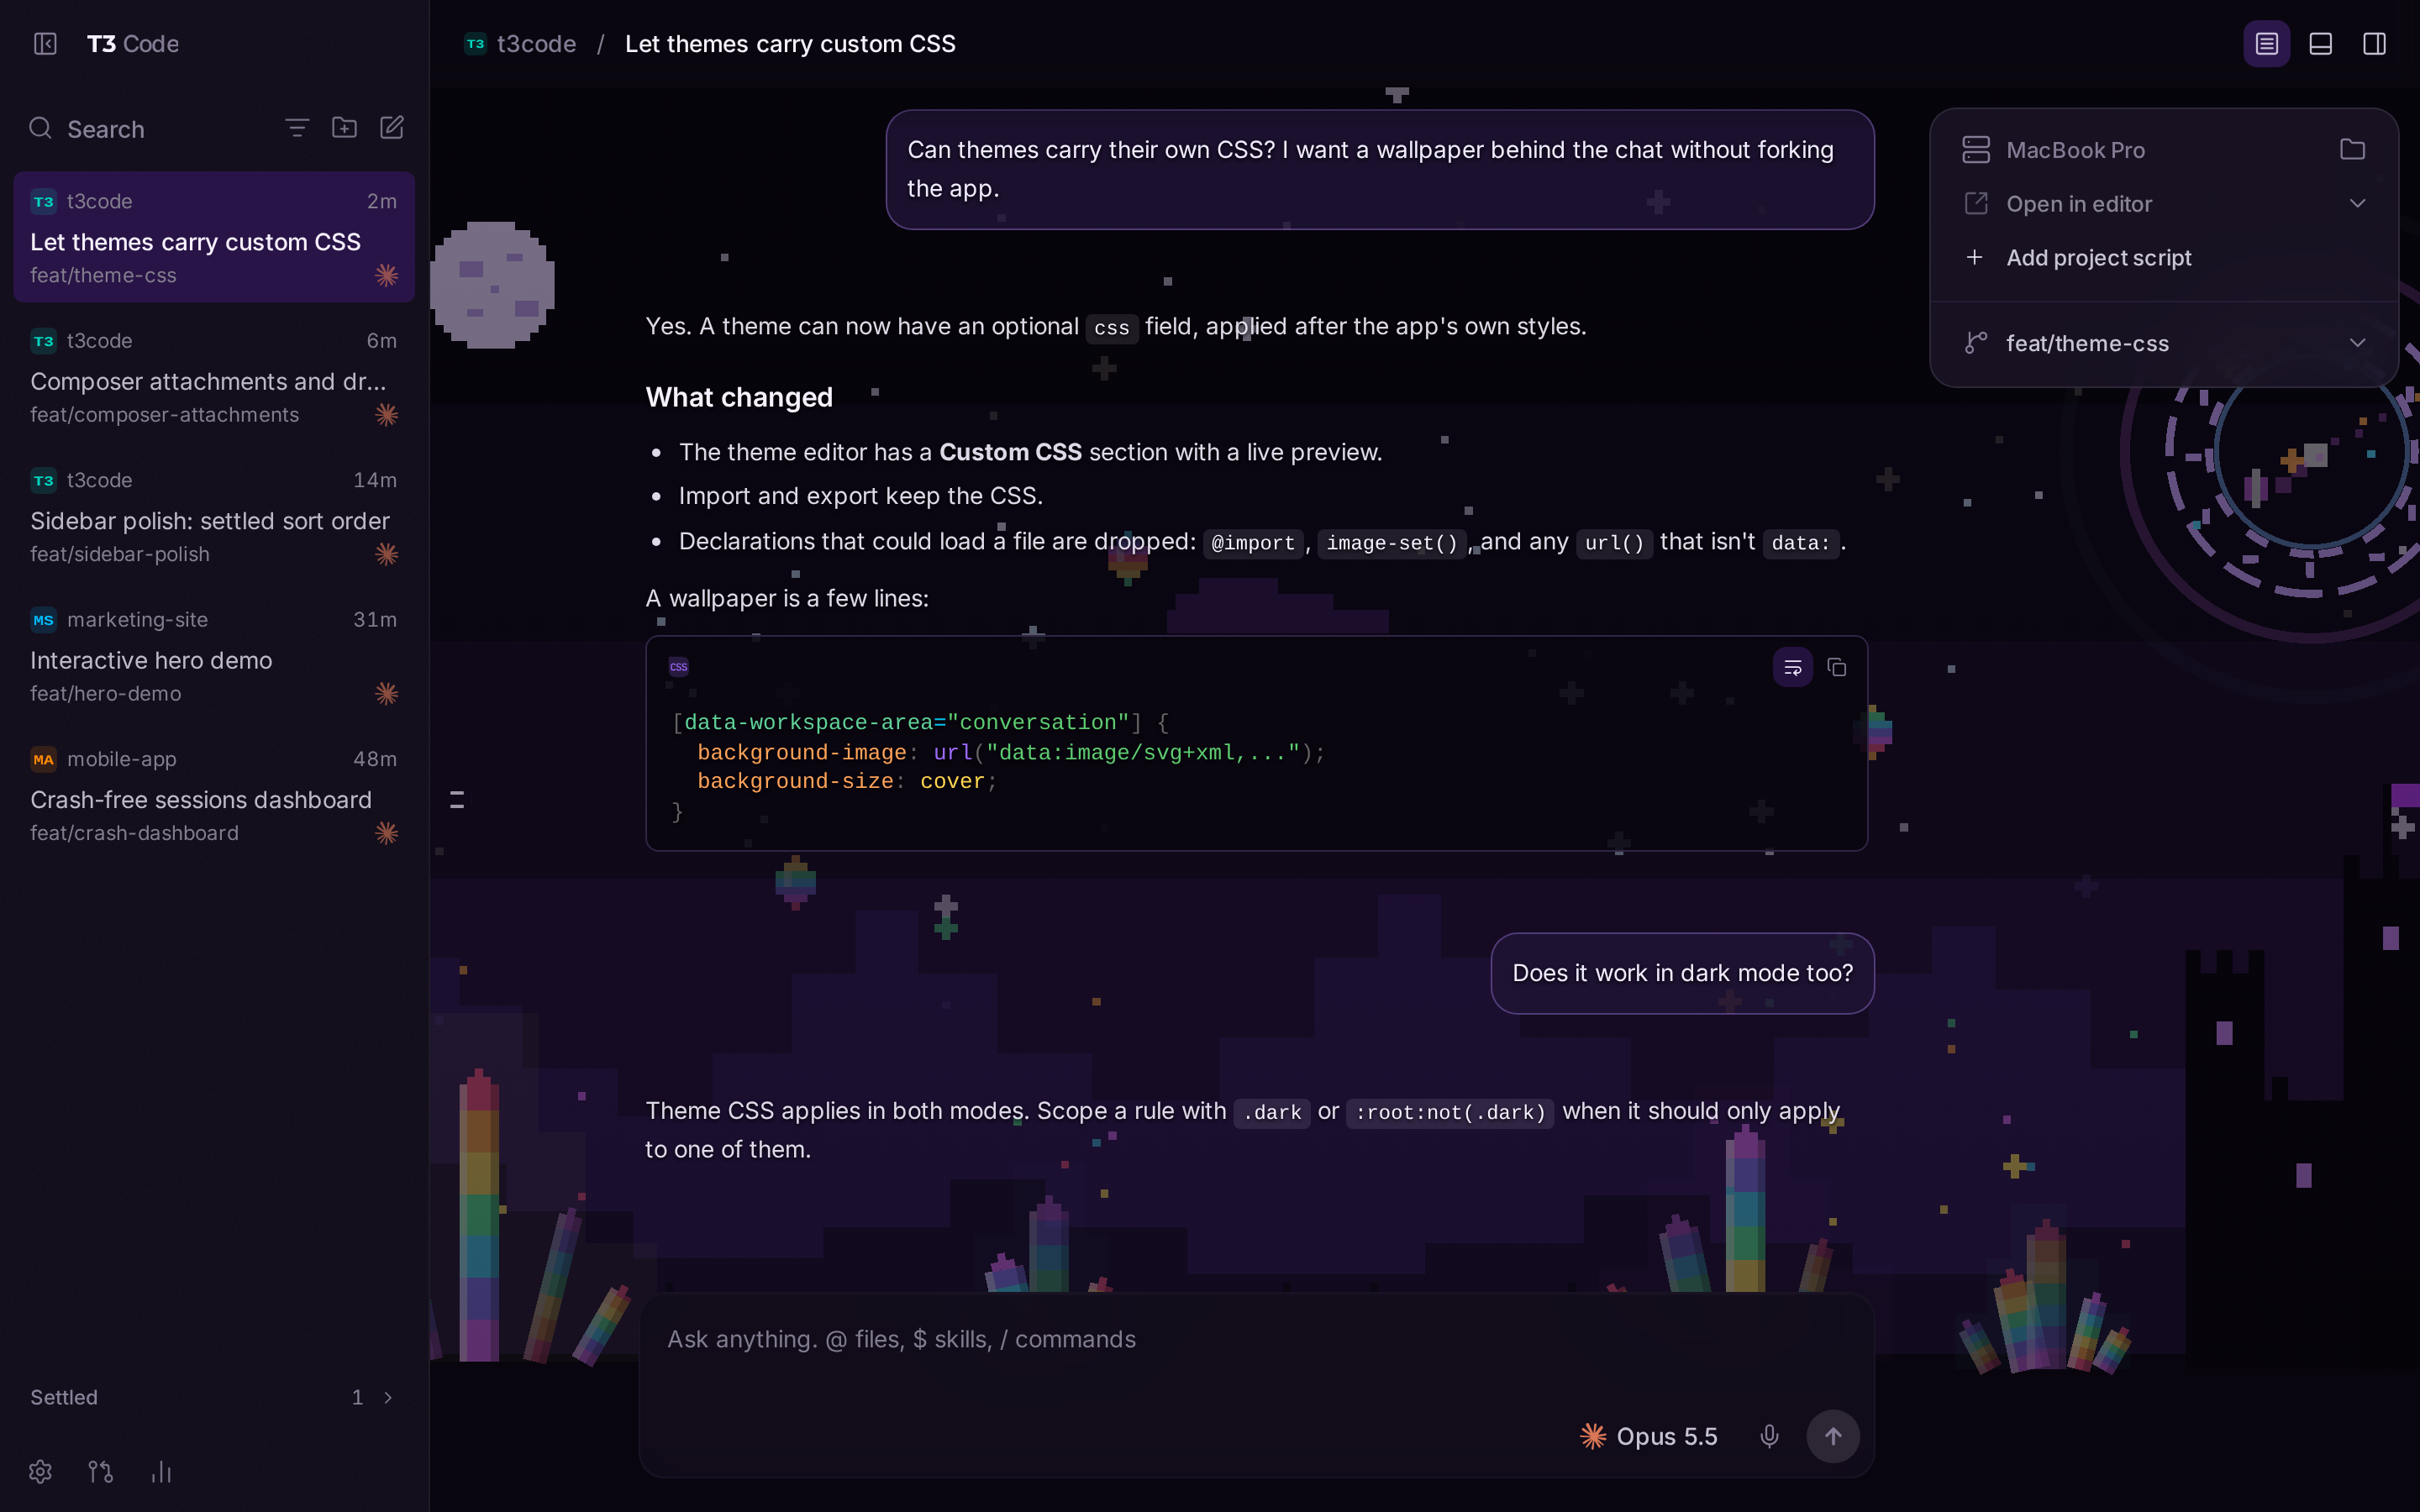 T3 Code
Search
T3 t3code 2m
Let themes carry custom CSS
feat/theme-css
T3 t3code 6m
Composer attachments and dr...
feat/composer-attachments
T3 t3code 14m
Sidebar polish: settled sort order
feat/sidebar-polish
MS marketing-site 31m
Interactive hero demo
feat/hero-demo
MA mobile-app 48m
Crash-free sessions dashboard
feat/crash-dashboard
Settled 1
T3 t3code / Let themes carry custom CSS
Can themes carry their own CSS? I want a wallpaper behind the chat without forking
the app.
Yes. A theme can now have an optional css field, applied after the app's own styles.
What changed
• The theme editor has a Custom CSS section with a live preview.
• Import and export keep the CSS.
• Declarations that could load a file are dropped: @import, image-set(), and any url() that isn't data:.
A wallpaper is a few lines:
CSS
[data-workspace-area="conversation"] {
  background-image: url("data:image/svg+xml,...");
  background-size: cover;
}
Does it work in dark mode too?
Theme CSS applies in both modes. Scope a rule with .dark or :root:not(.dark) when it should only apply
to one of them.
Ask anything. @ files, $ skills, / commands
Opus 5.5
MacBook Pro
Open in editor
Add project script
feat/theme-css